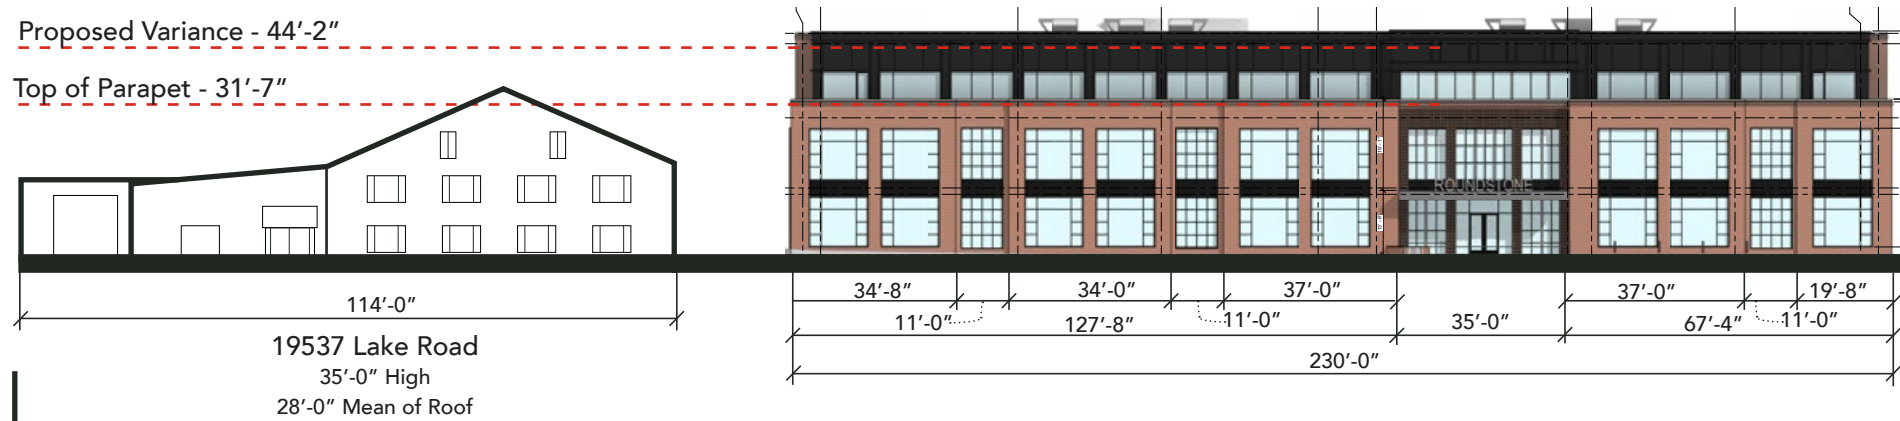 Proposed Variance - 44'-2"
Top of Parapet - 31'-7"
ROUNDSTONE
114'-0"
34'-8"
34'-0"
37'-0"
37'-0"
19'-8"
11'-0"
127'-8"
11'-0"
35'-0"
67'-4"
11'-0"
230'-0"
19537 Lake Road
35'-0" High
28'-0" Mean of Roof